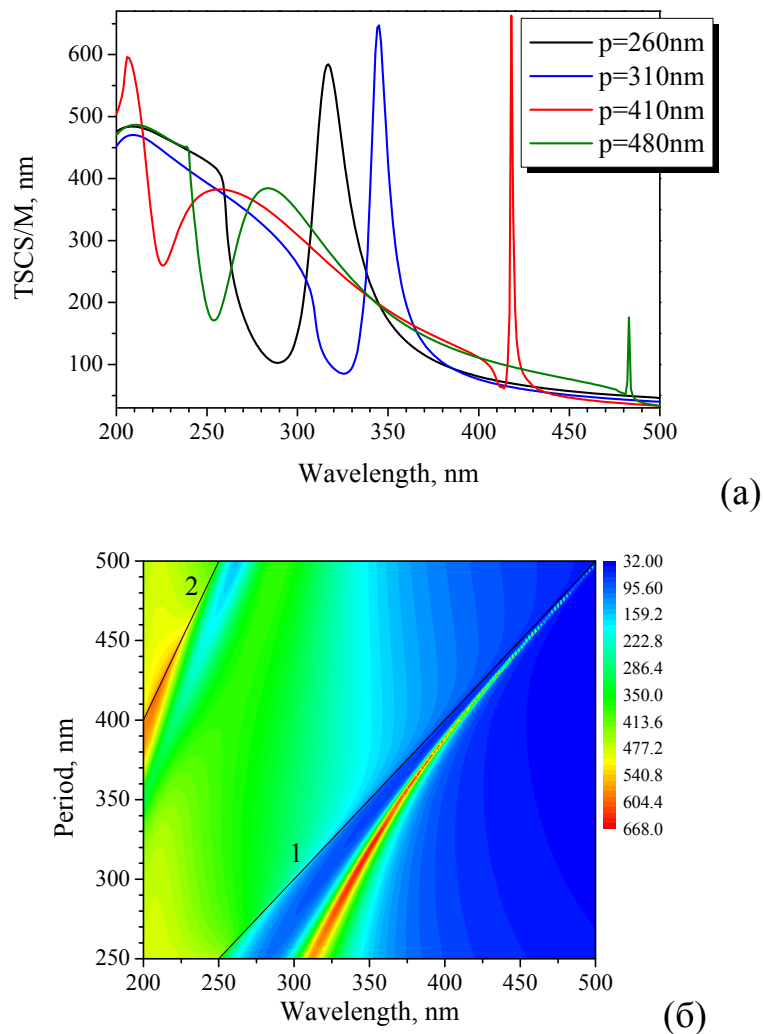 p=260nm
p=310nm
p=410nm
p=480nm
600
500
400
300
200
100
TSCS/M, nm
200 250 300 350 400 450 500
Wavelength, nm
(а)
500
450
400
350
300
250
Period, nm
2
1
32.00
95.60
159.2
222.8
286.4
350.0
413.6
477.2
540.8
604.4
668.0
200 250 300 350 400 450 500
Wavelength, nm
(б)